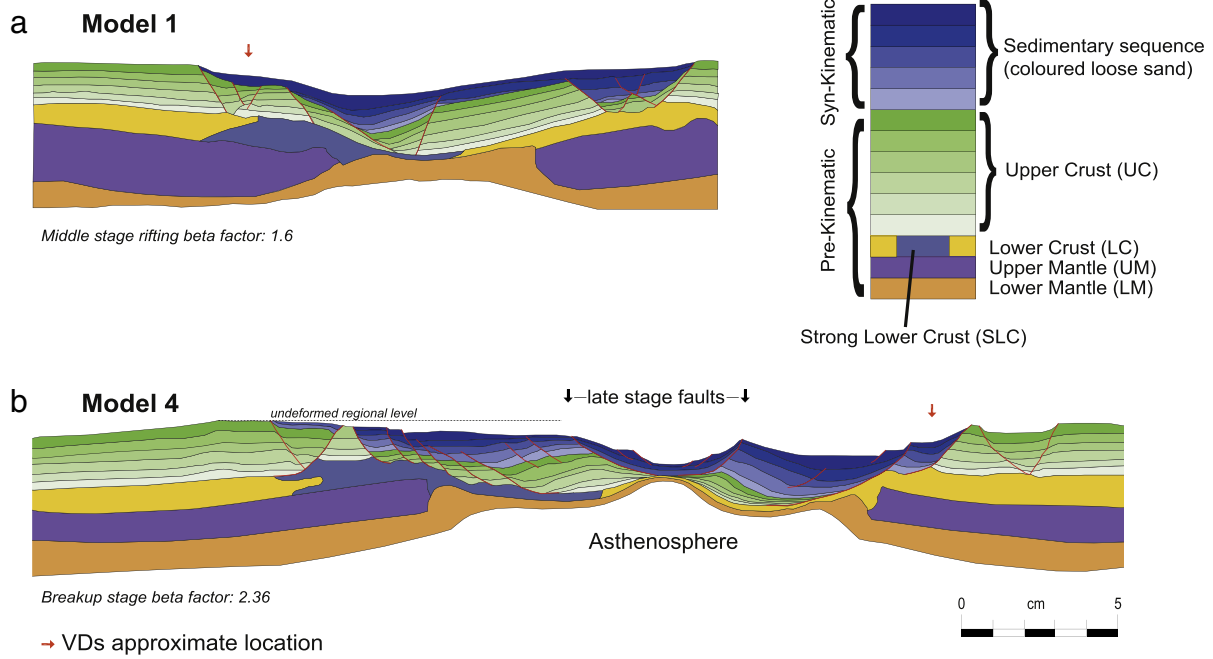 a
Model 1
Middle stage rifting beta factor: 1.6
Syn-Kinematic
Pre-Kinematic
Sedimentary sequence
(coloured loose sand)
Upper Crust (UC)
Lower Crust (LC)
Upper Mantle (UM)
Lower Mantle (LM)
Strong Lower Crust (SLC)
b
Model 4
undeformed regional level
late stage faults
Asthenosphere
Breakup stage beta factor: 2.36
VDs approximate location
0 cm 5